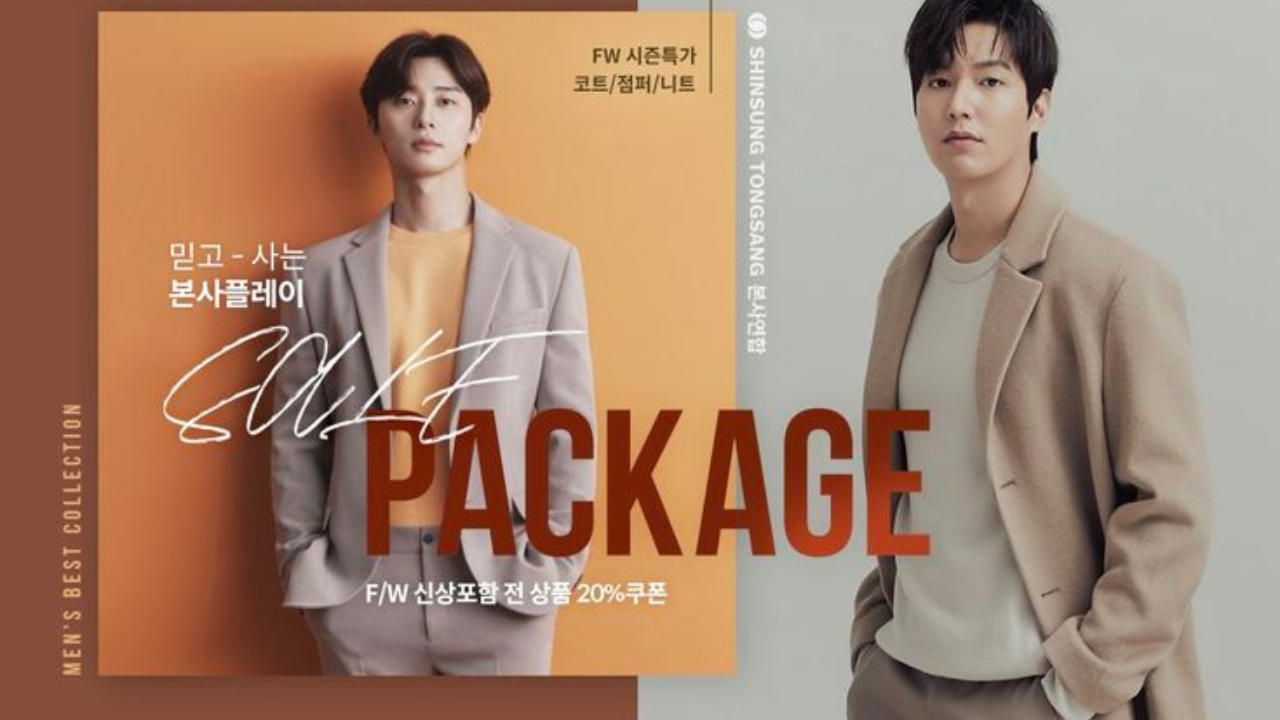 FW 시즌특가
코트/점퍼/니트
SHINSUNG TONGSANG 본사연합
믿고 - 사는
본사플레이
SOLE
PACKAGE
F/W 신상포함 전 상품 20%쿠폰
MEN'S BEST COLLECTION